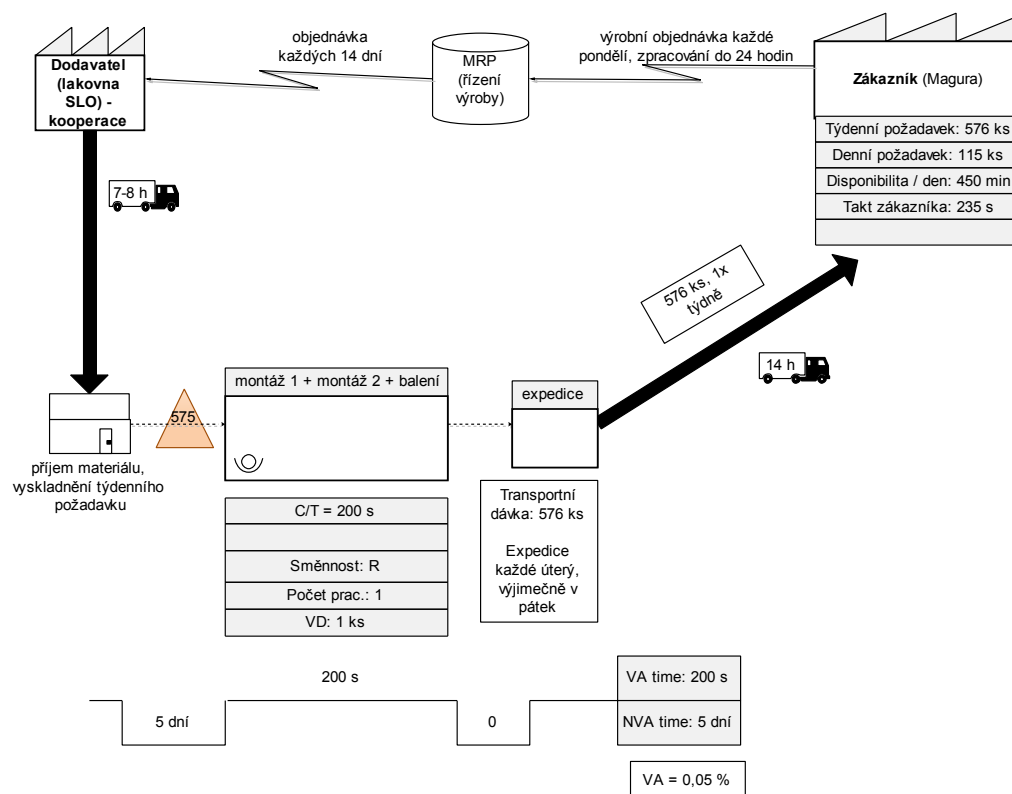 Dodavatel
(lakovna
SLO) -
kooperace
objednávka
každých 14 dní
MRP
(řízení
výroby)
výrobní objednávka každé
pondělí, zpracování do 24 hodin
Zákazník (Magura)
Týdenní požadavek: 576 ks
Denní požadavek: 115 ks
Disponibilita / den: 450 min
Takt zákazníka: 235 s
7-8 h
576 ks, 1x
týdně
14 h
příjem materiálu,
vyskladnění týdenního
požadavku
575
montáž 1 + montáž 2 + balení
C/T = 200 s
Směnnost: R
Počet prac.: 1
VD: 1 ks
expedice
Transportní
dávka: 576 ks
Expedice
každé úterý,
výjimečně v
pátek
5 dní
200 s
0
VA time: 200 s
NVA time: 5 dní
VA = 0,05 %